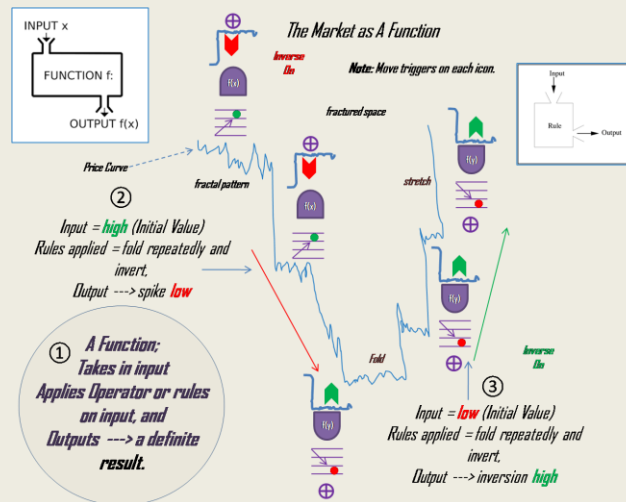 The Market as A Function
INPUT x
FUNCTION f:
OUTPUT f(x)
Inverse
On
Note: Move triggers on each icon.
Input
Rule
Output
f(x)
fractured space
Price Curve
fractal pattern
stretch
f(y)
f(x)
②
Input = high (Initial Value)
Rules applied = fold repeatedly and
invert,
Output ---> spike low
f(y)
Fold
①
A Function;
Takes in input
Applies Operator or rules
on input, and
Outputs ---> a definite
result.
f(y)
Inverse
On
③
Input = low (Initial Value)
Rules applied = fold repeatedly and
invert,
Output ---> inversion high